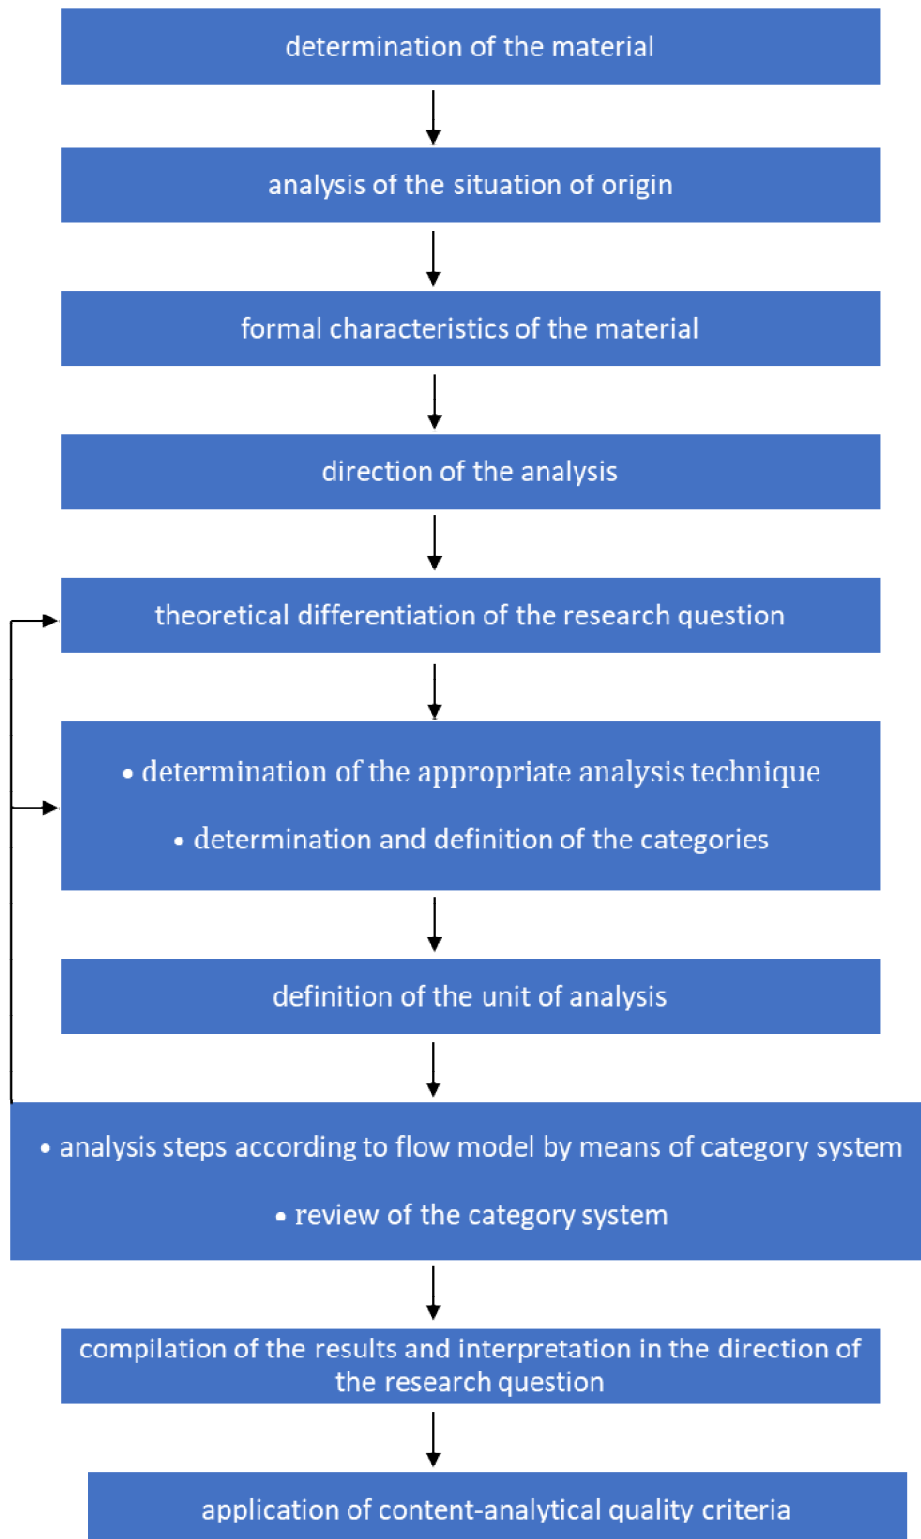 determination of the material
analysis of the situation of origin
formal characteristics of the material
direction of the analysis
theoretical differentiation of the research question
• determination of the appropriate analysis technique
• determination and definition of the categories
definition of the unit of analysis
• analysis steps according to flow model by means of category system
• review of the category system
compilation of the results and interpretation in the direction of
the research question
application of content-analytical quality criteria